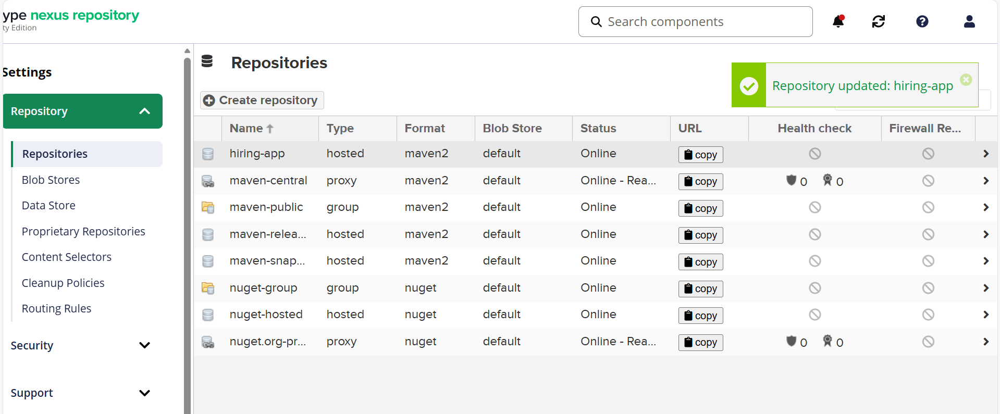 ype nexus repository
ty Edition
Search components
Settings
Repository
Repositories
Blob Stores
Data Store
Proprietary Repositories
Content Selectors
Cleanup Policies
Routing Rules
Security
Support
Repositories
Repository updated: hiring-app
Create repository
Name Type Format Blob Store Status URL Health check Firewall Re...
hiring-app hosted maven2 default Online copy
maven-central proxy maven2 default Online - Rea... copy 0 0
maven-public group maven2 default Online copy
maven-relea... hosted maven2 default Online copy
maven-snap... hosted maven2 default Online copy
nuget-group group nuget default Online copy
nuget-hosted hosted nuget default Online copy
nuget.org-pr... proxy nuget default Online - Rea... copy 0 0